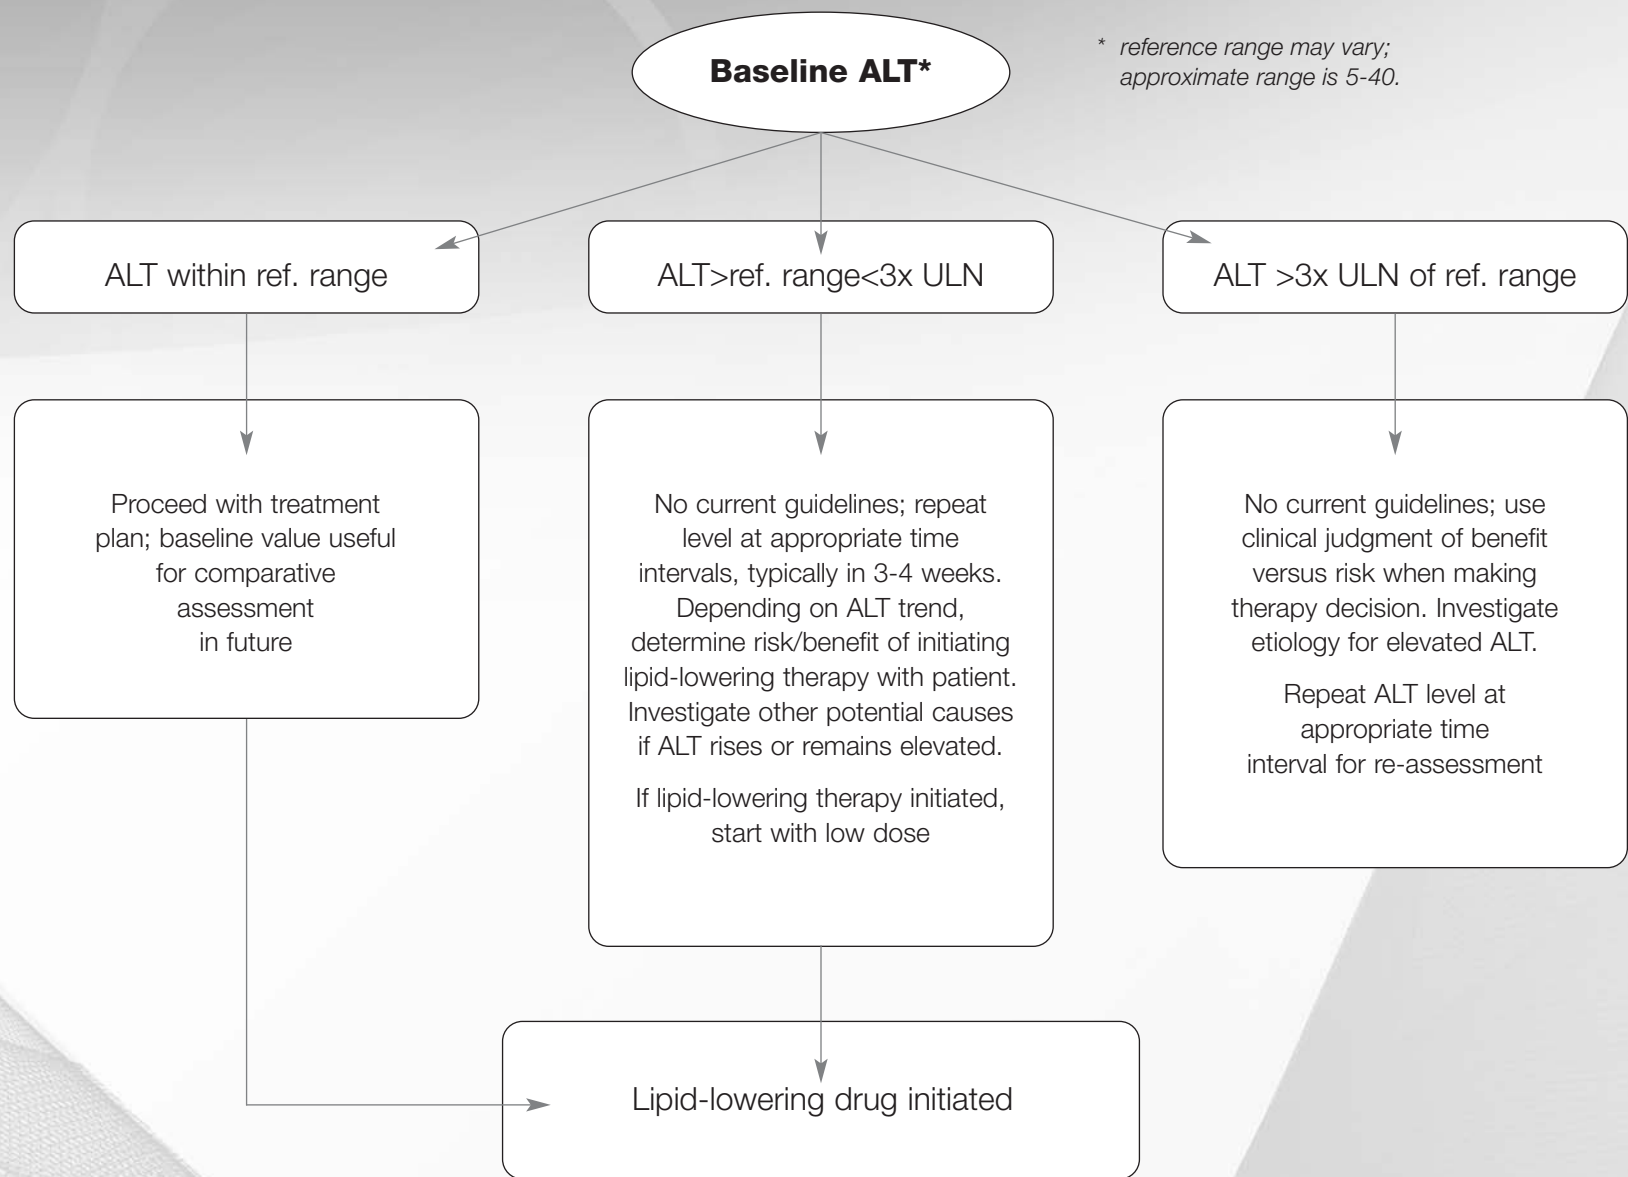 Baseline ALT*
* reference range may vary;
approximate range is 5-40.
ALT within ref. range
ALT>ref. range<3x ULN
ALT >3x ULN of ref. range
Proceed with treatment
plan; baseline value useful
for comparative
assessment
in future
No current guidelines; repeat
level at appropriate time
intervals, typically in 3-4 weeks.
Depending on ALT trend,
determine risk/benefit of initiating
lipid-lowering therapy with patient.
Investigate other potential causes
if ALT rises or remains elevated.
If lipid-lowering therapy initiated,
start with low dose
No current guidelines; use
clinical judgment of benefit
versus risk when making
therapy decision. Investigate
etiology for elevated ALT.
Repeat ALT level at
appropriate time
interval for re-assessment
Lipid-lowering drug initiated